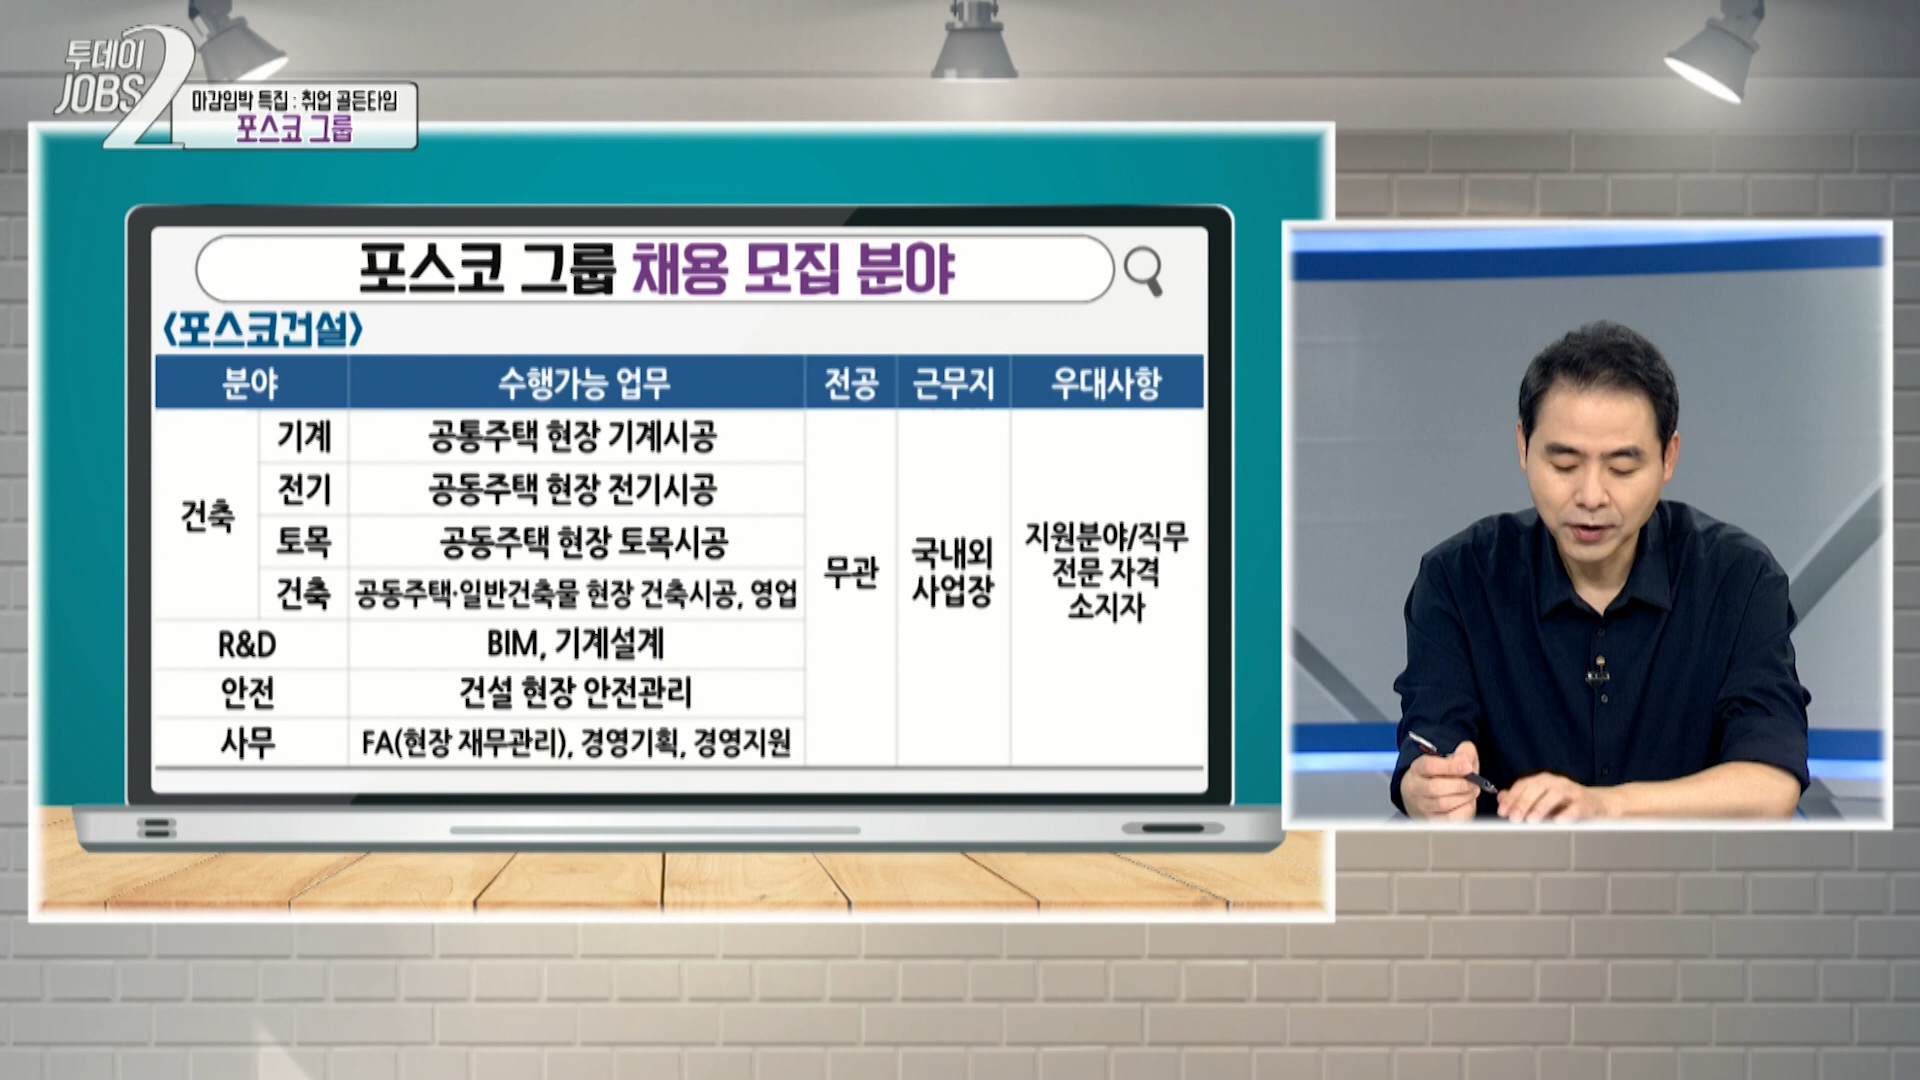 투데이
JOBS 2
마감임박 특집 : 취업 골든타임
포스코 그룹
포스코 그룹 채용 모집 분야
<포스코건설>
분야 수행가능 업무 전공 근무지 우대사항
건축
기계 공통주택 현장 기계시공
전기 공동주택 현장 전기시공
토목 공동주택 현장 토목시공
건축 공동주택·일반건축물 현장 건축시공, 영업
R&D BIM, 기계설계
안전 건설 현장 안전관리
사무 FA(현장 재무관리), 경영기획, 경영지원
무관
국내외
사업장
지원분야/직무
전문 자격
소지자